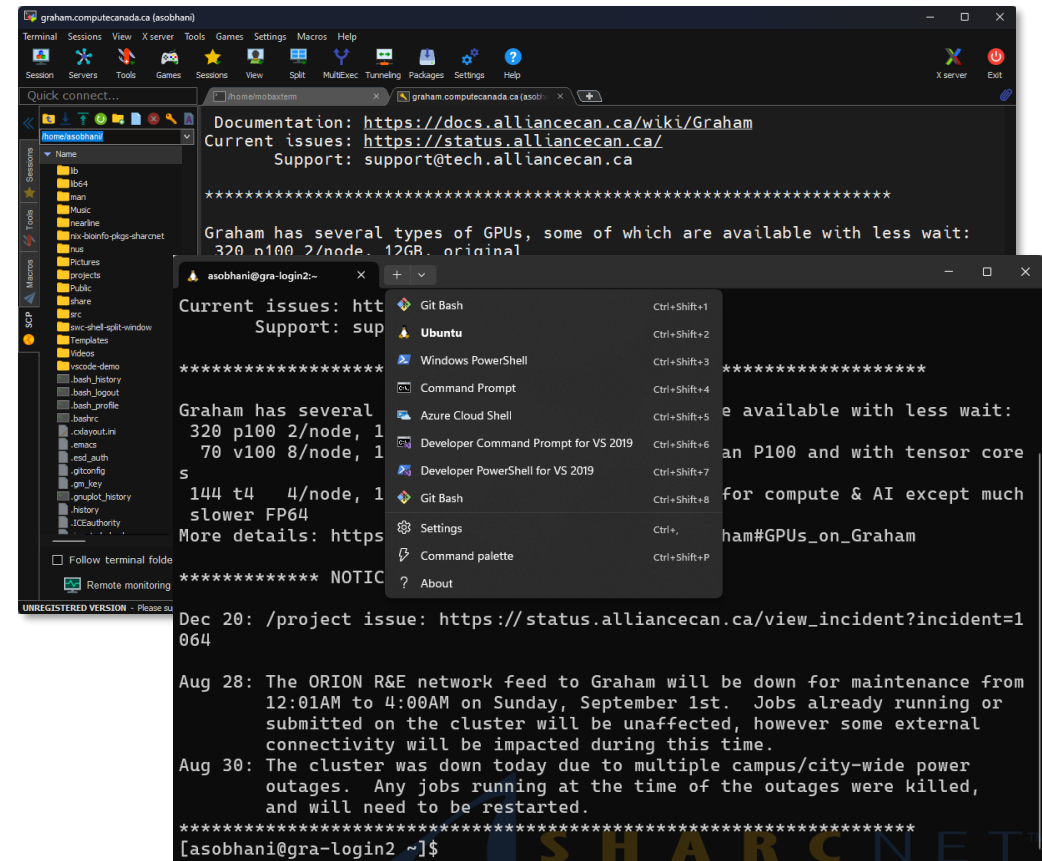 graham.computecanada.ca (asobhani)
Terminal Sessions View X server Tools Games Settings Macros Help
Session Servers Tools Games Sessions View Split MultiExec Tunneling Packages Settings Help X server Exit
Quick connect...
/home/mobaxterm
graham.computecanada.ca (asobh
/home/asobhani/
Name
lib
lib64
man
Music
nearline
nix-bioinfo-pkgs-sharcnet
nus
Pictures
projects
Public
share
src
swc-shell-split-window
Templates
Videos
vscode-demo
.bash_history
.bash_logout
.bash_profile
.bashrc
.cxlayout.ini
.emacs
.esd_auth
.gitconfig
.gm_key
.gnuplot_history
.history
.ICEauthority
Sessions
Tools
Macros
SCP
Follow terminal folde
Remote monitoring
UNREGISTERED VERSION - Please su
Documentation: https://docs.alliancecan.ca/wiki/Graham
Current issues: https://status.alliancecan.ca/
Support: support@tech.alliancecan.ca
*********************************************************************
Graham has several types of GPUs, some of which are available with less wait:
320 p100 2/node, 12GB, original
asobhani@gra-login2:~
Current issues: htt
Support: sup
******************* *******************
Graham has several e available with less wait:
320 p100 2/node, 1
70 v100 8/node, 1 an P100 and with tensor core
s
144 t4 4/node, 1 for compute & AI except much
slower FP64
More details: https ham#GPUs_on_Graham
************* NOTIC
Dec 20: /project issue: https://status.alliancecan.ca/view_incident?incident=1
064
Aug 28: The ORION R&E network feed to Graham will be down for maintenance from
12:01AM to 4:00AM on Sunday, September 1st. Jobs already running or
submitted on the cluster will be unaffected, however some external
connectivity will be impacted during this time.
Aug 30: The cluster was down today due to multiple campus/city-wide power
outages. Any jobs running at the time of the outages were killed,
and will need to be restarted.
********************************************************************
[asobhani@gra-login2 ~]$
SHARCNET™
Git Bash Ctrl+Shift+1
Ubuntu Ctrl+Shift+2
Windows PowerShell Ctrl+Shift+3
Command Prompt Ctrl+Shift+4
Azure Cloud Shell Ctrl+Shift+5
Developer Command Prompt for VS 2019 Ctrl+Shift+6
Developer PowerShell for VS 2019 Ctrl+Shift+7
Git Bash Ctrl+Shift+8
Settings Ctrl+,
Command palette Ctrl+Shift+P
About